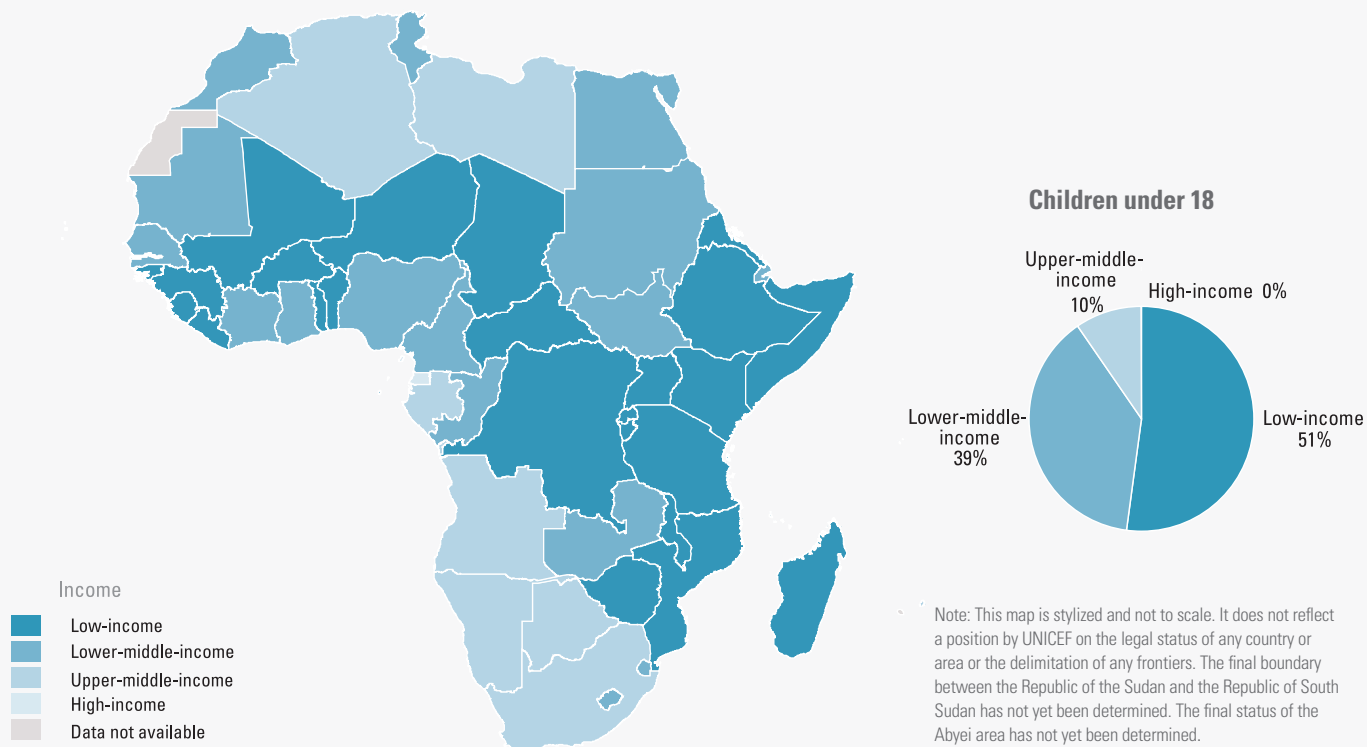 Children under 18
Upper-middle-
income
10%
High-income 0%
Lower-middle-
income
39%
Low-income
51%
Income
Low-income
Lower-middle-income
Upper-middle-income
High-income
Data not available
Note: This map is stylized and not to scale. It does not reflect
a position by UNICEF on the legal status of any country or
area or the delimitation of any frontiers. The final boundary
between the Republic of the Sudan and the Republic of South
Sudan has not yet been determined. The final status of the
Abyei area has not yet been determined.